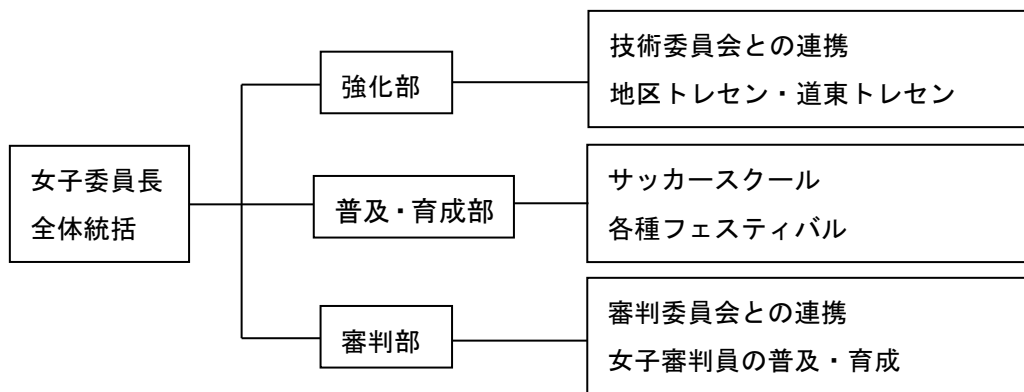 女子委員長
全体統括
強化部
技術委員会との連携
地区トレセン・道東トレセン
普及・育成部
サッカースクール
各種フェスティバル
審判部
審判委員会との連携
女子審判員の普及・育成